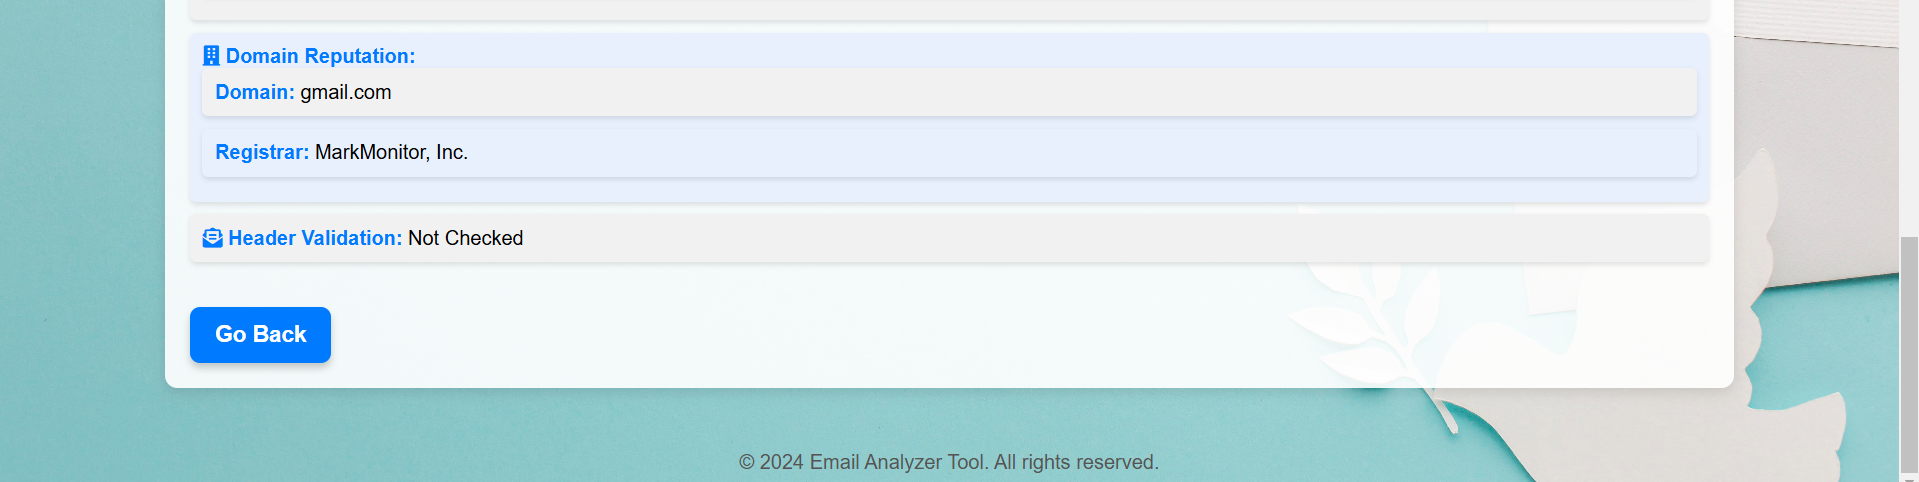 Domain Reputation:
Domain: gmail.com
Registrar: MarkMonitor, Inc.
Header Validation: Not Checked
Go Back
© 2024 Email Analyzer Tool. All rights reserved.